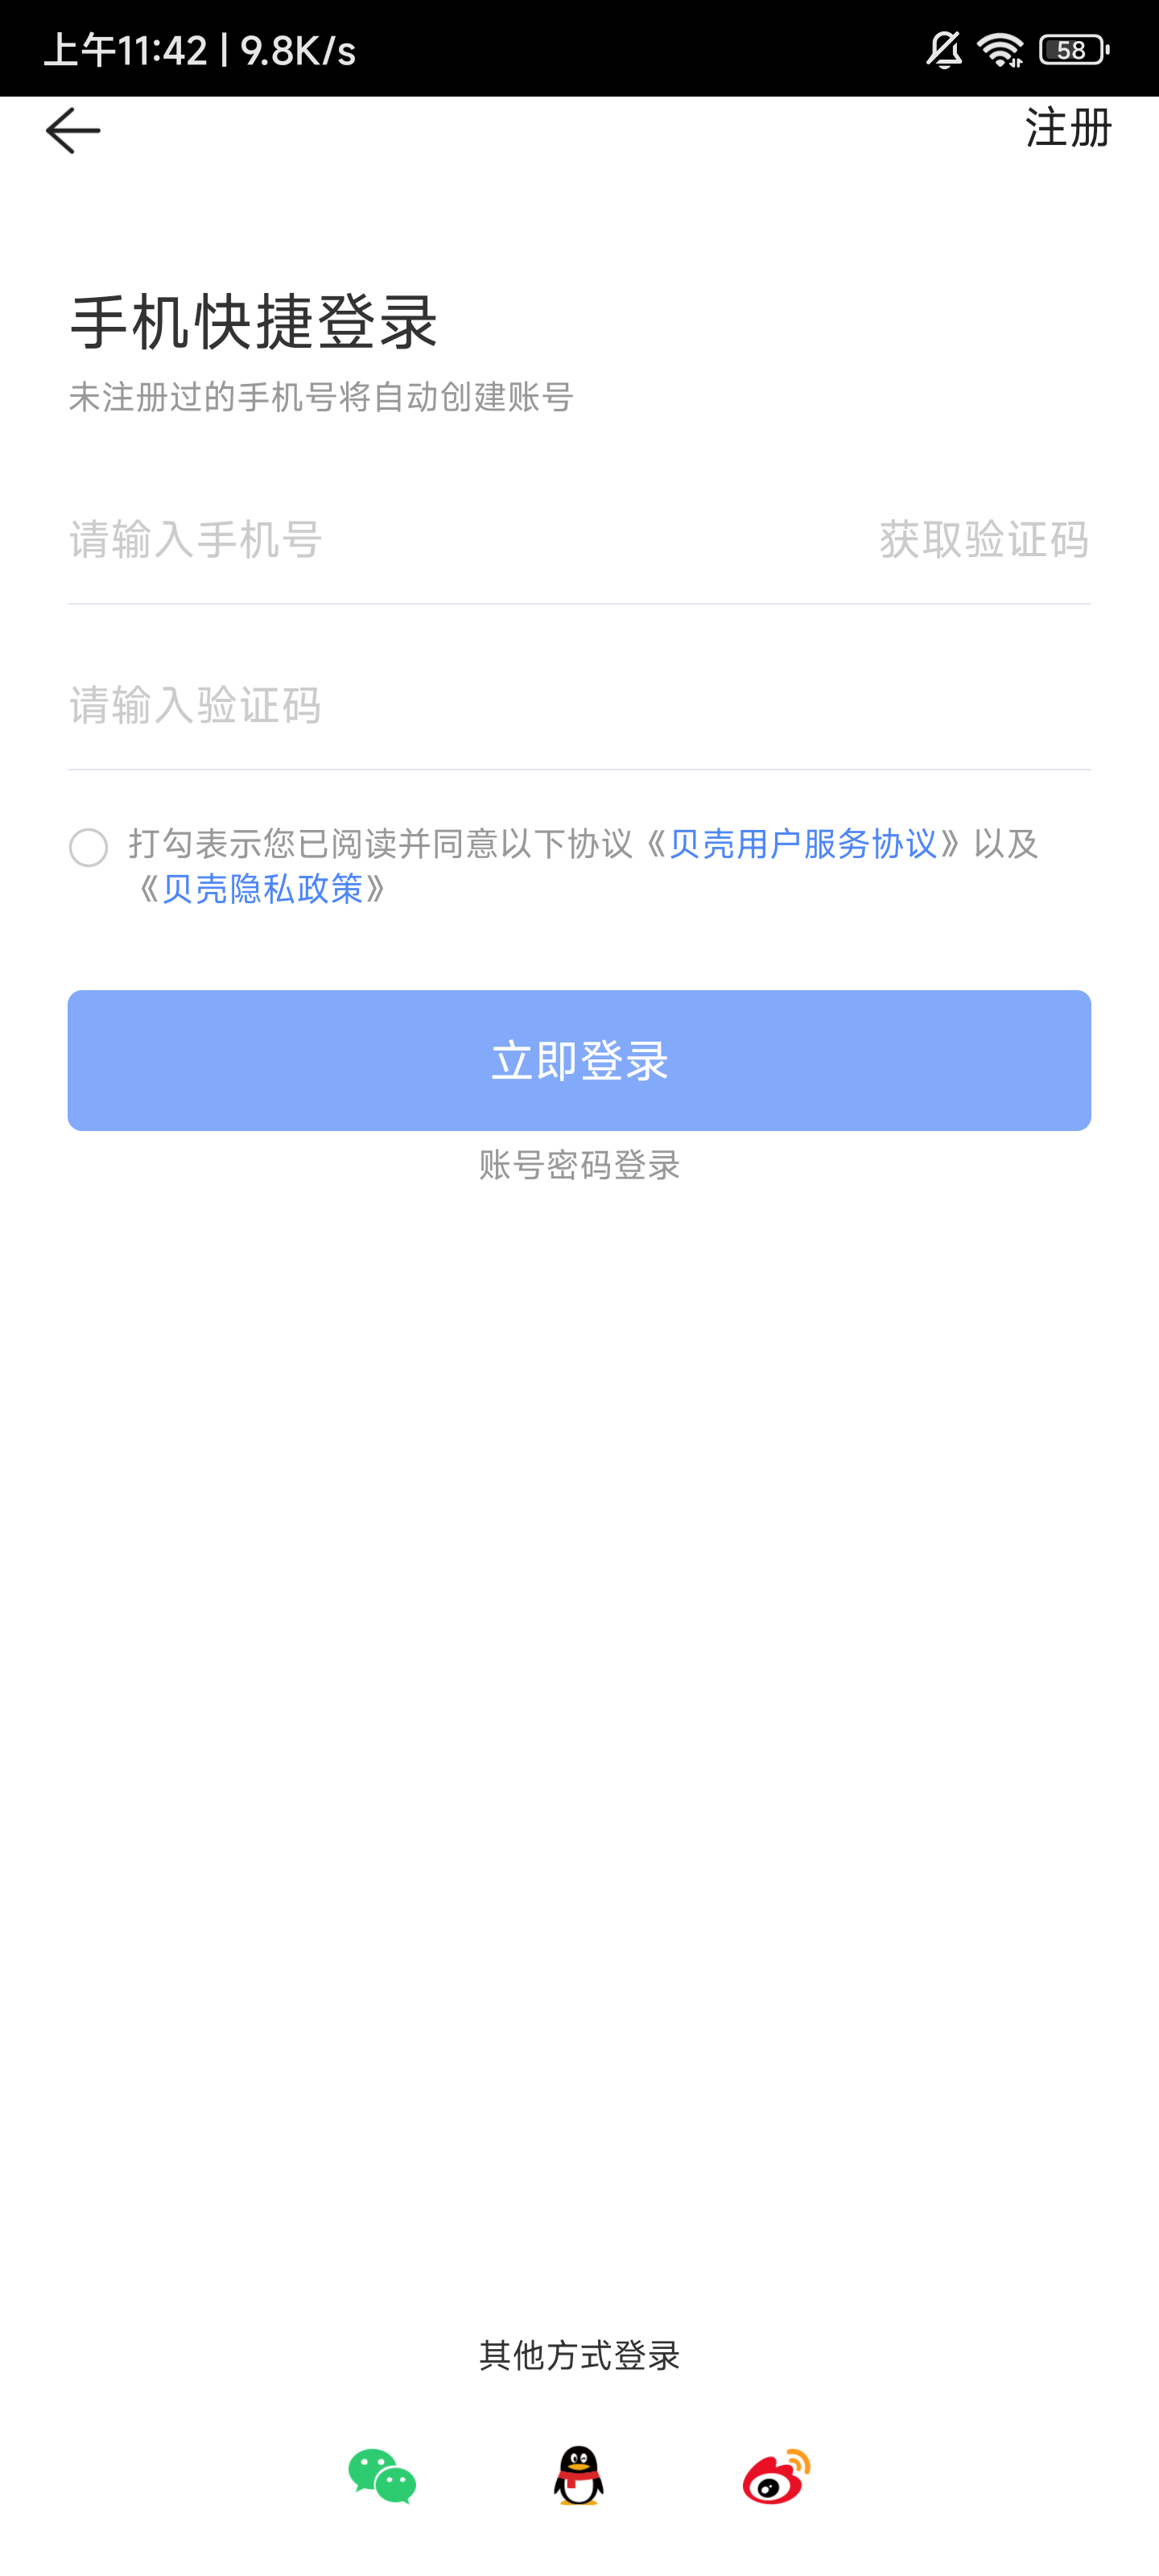 上午11:42 | 9.8K/s
58
注册
手机快捷登录
未注册过的手机号将自动创建账号
请输入手机号
获取验证码
请输入验证码
打勾表示您已阅读并同意以下协议《贝壳用户服务协议》以及
《贝壳隐私政策》
立即登录
账号密码登录
其他方式登录